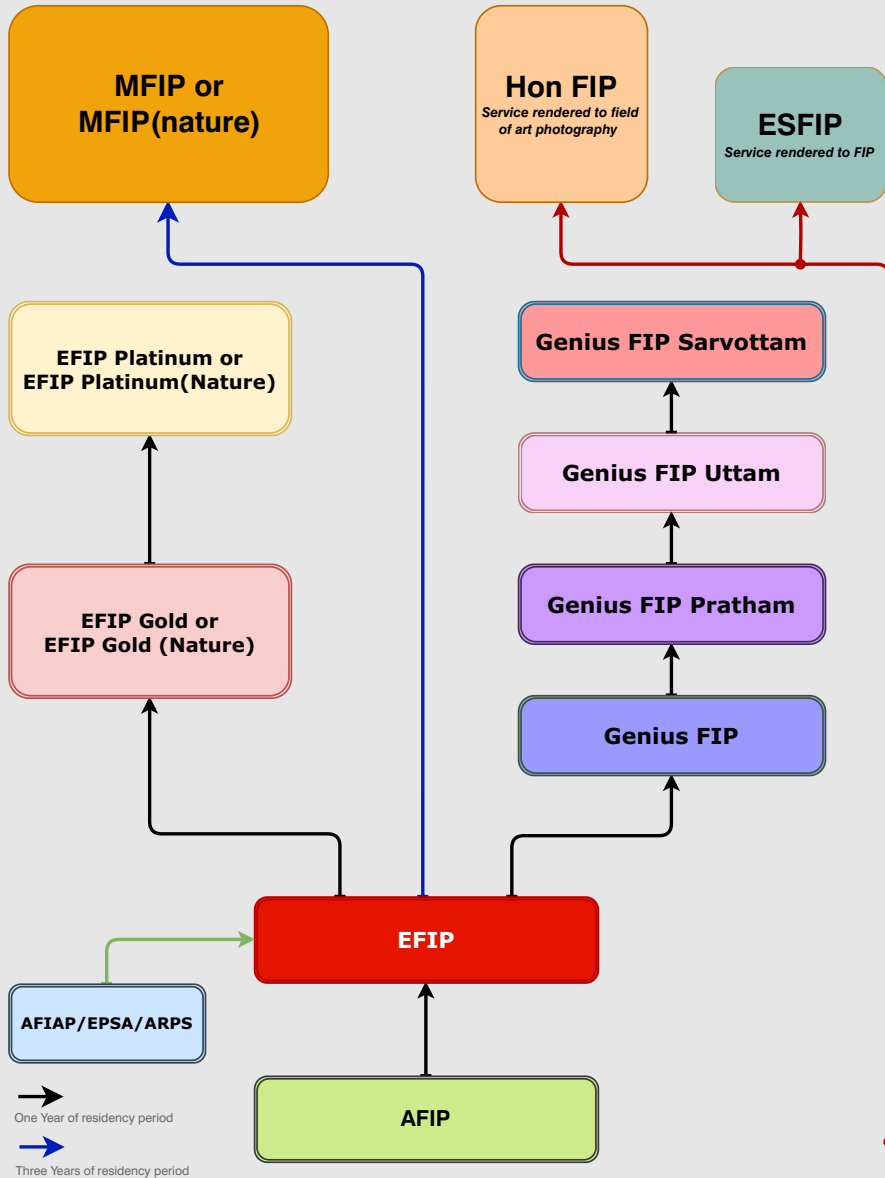 MFIP or
MFIP(nature)
Hon FIP
Service rendered to field
of art photography
ESFIP
Service rendered to FIP
EFIP Platinum or
EFIP Platinum(Nature)
Genius FIP Sarvottam
Genius FIP Uttam
EFIP Gold or
EFIP Gold (Nature)
Genius FIP Pratham
Genius FIP
EFIP
AFIAP/EPSA/ARPS
AFIP
One Year of residency period
Three Years of residency period